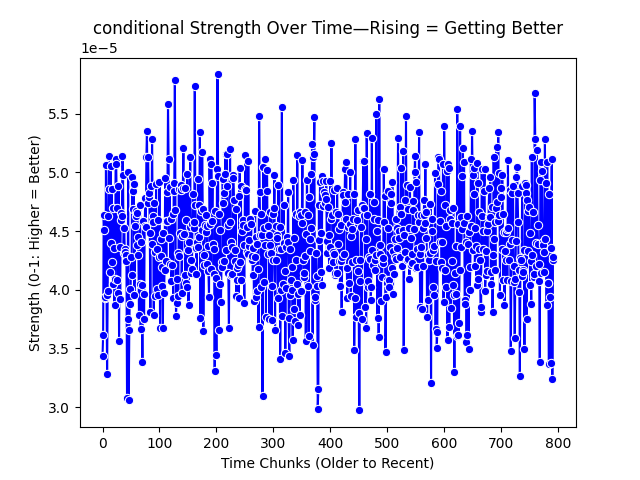 conditional Strength Over Time—Rising = Getting Better
1e−5
5.5
5.0
4.5
4.0
3.5
3.0
Strength (0-1: Higher = Better)
0 100 200 300 400 500 600 700 800
Time Chunks (Older to Recent)